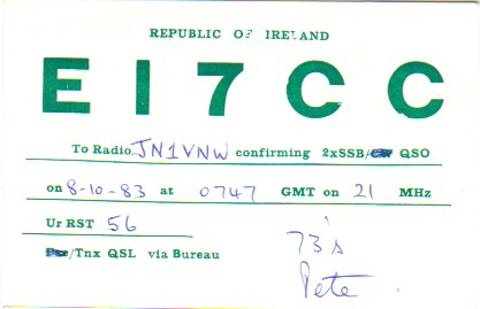 REPUBLIC OF IRELAND
EI7CC
To Radio JN1VNW confirming 2xSSB/CW QSO
on 8-10-83 at 0747 GMT on 21 MHz
Ur RST 56
Pse/Tnx QSL via Bureau
73's
Pete